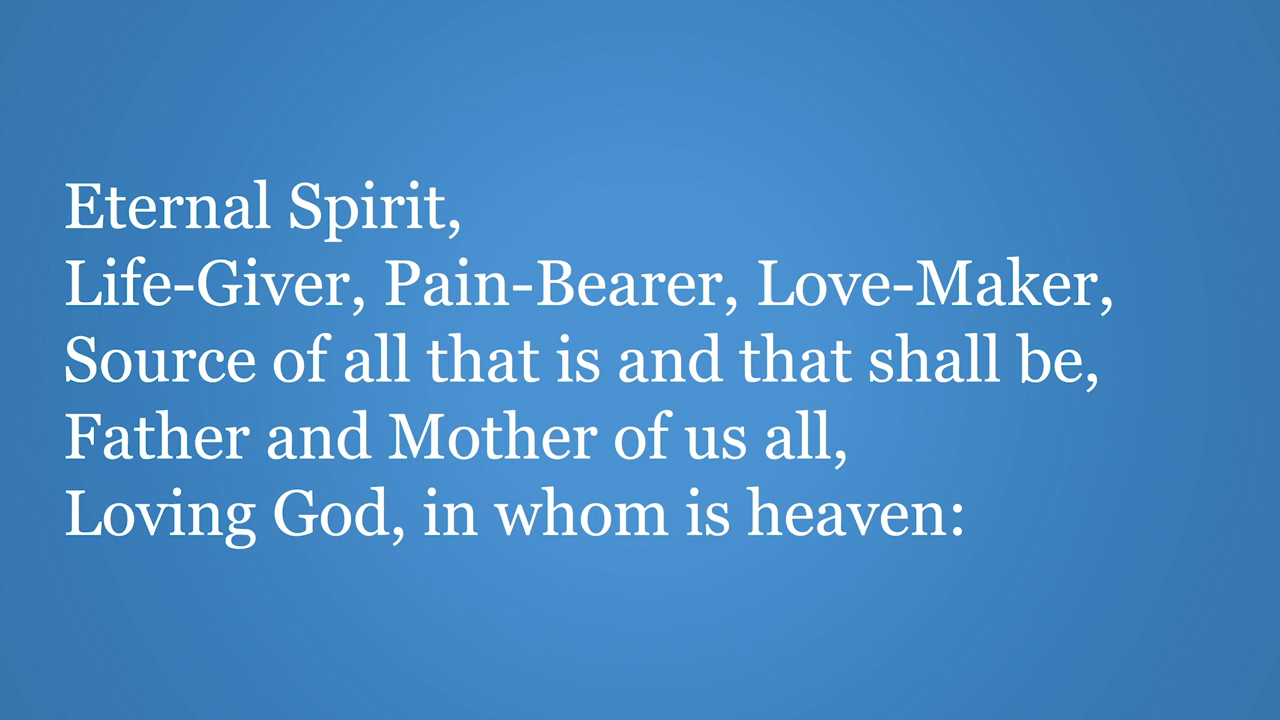 Eternal Spirit,
Life-Giver, Pain-Bearer, Love-Maker,
Source of all that is and that shall be,
Father and Mother of us all,
Loving God, in whom is heaven: